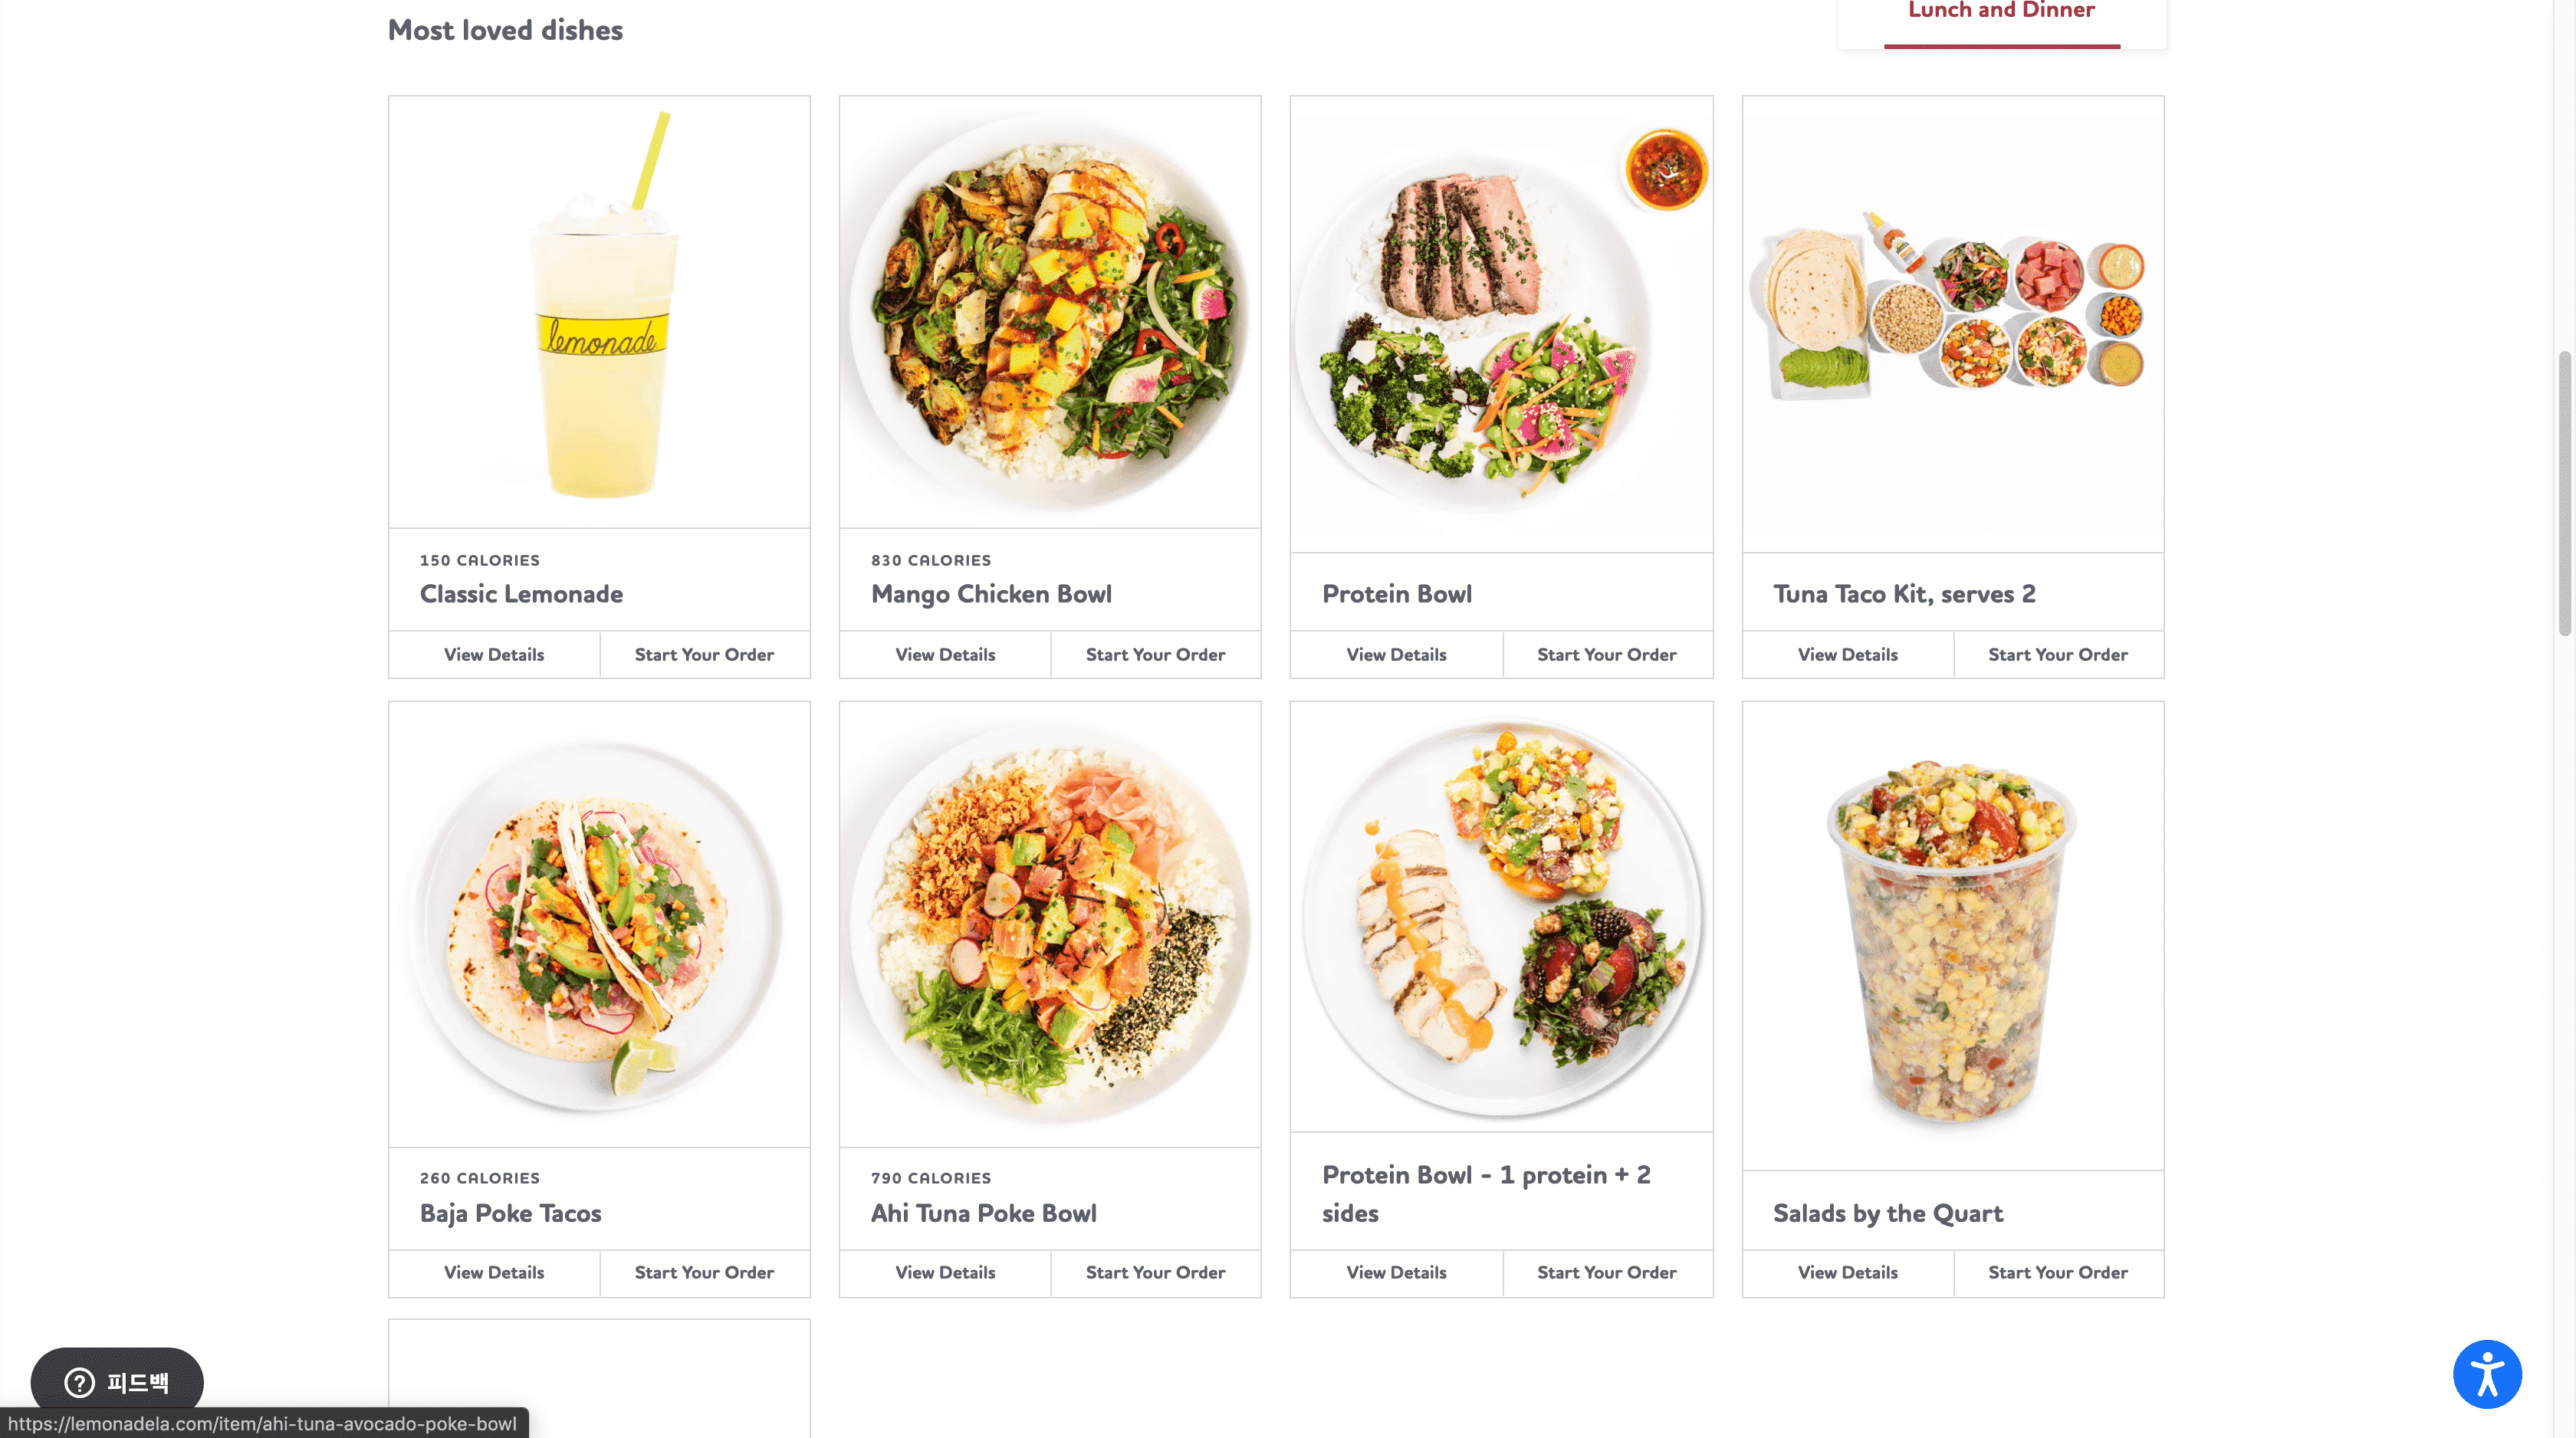 Most loved dishes
Lunch and Dinner
lemonade
150 CALORIES
Classic Lemonade
View Details
Start Your Order
830 CALORIES
Mango Chicken Bowl
View Details
Start Your Order
Protein Bowl
View Details
Start Your Order
Tuna Taco Kit, serves 2
View Details
Start Your Order
260 CALORIES
Baja Poke Tacos
View Details
Start Your Order
790 CALORIES
Ahi Tuna Poke Bowl
View Details
Start Your Order
Protein Bowl - 1 protein + 2
sides
View Details
Start Your Order
Salads by the Quart
View Details
Start Your Order
피드백
https://lemonadela.com/item/ahi-tuna-avocado-poke-bowl